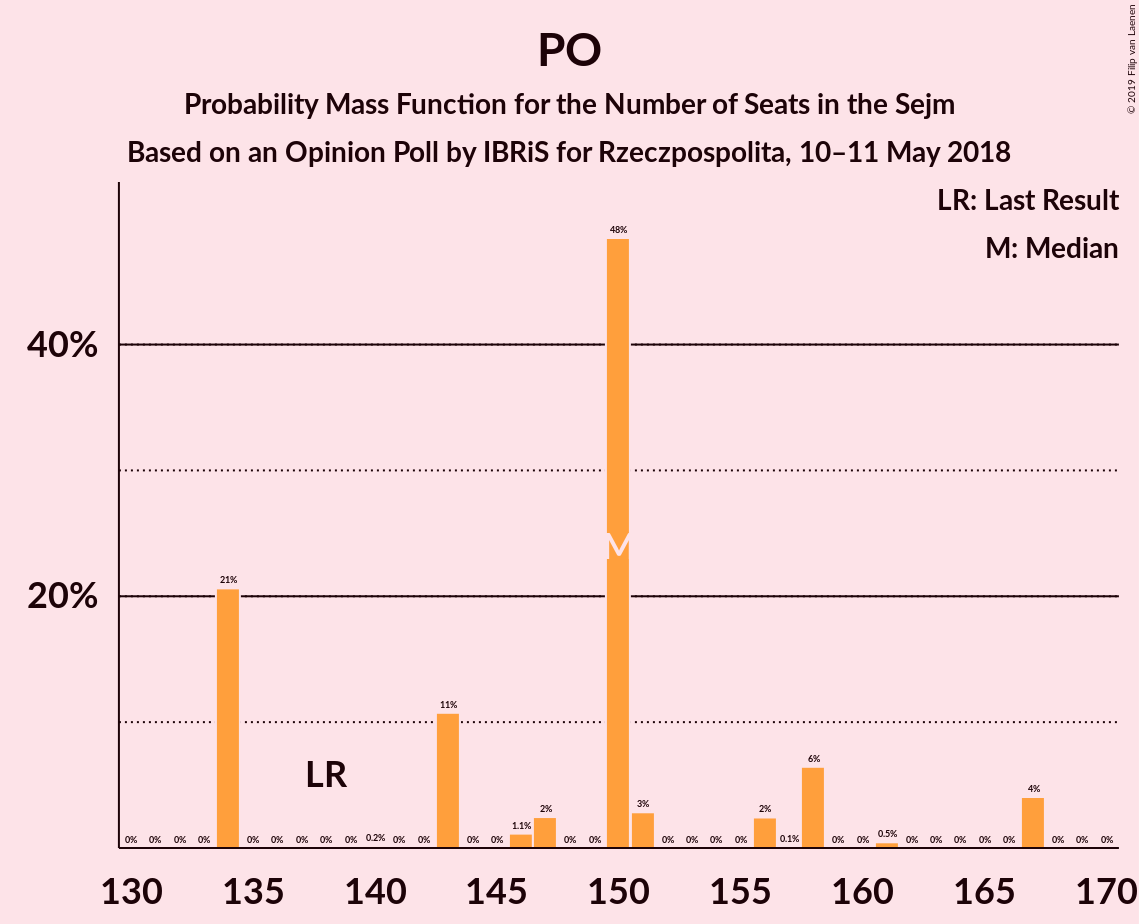 PO
Probability Mass Function for the Number of Seats in the Sejm
Based on an Opinion Poll by IBRiS for Rzeczpospolita, 10–11 May 2018
© 2019 Filip van Laenen
LR: Last Result
M: Median
40%
20%
0% 0% 0% 0% 21% 0% 0% 0% 0% 0% 0.2% 0% 0% 11% 0% 0% 1.1% 2% 0% 0% 48% 3% 0% 0% 0% 0% 2% 0.1% 6% 0% 0% 0.5% 0% 0% 0% 0% 0% 4% 0% 0% 0%
M
LR
130 135 140 145 150 155 160 165 170